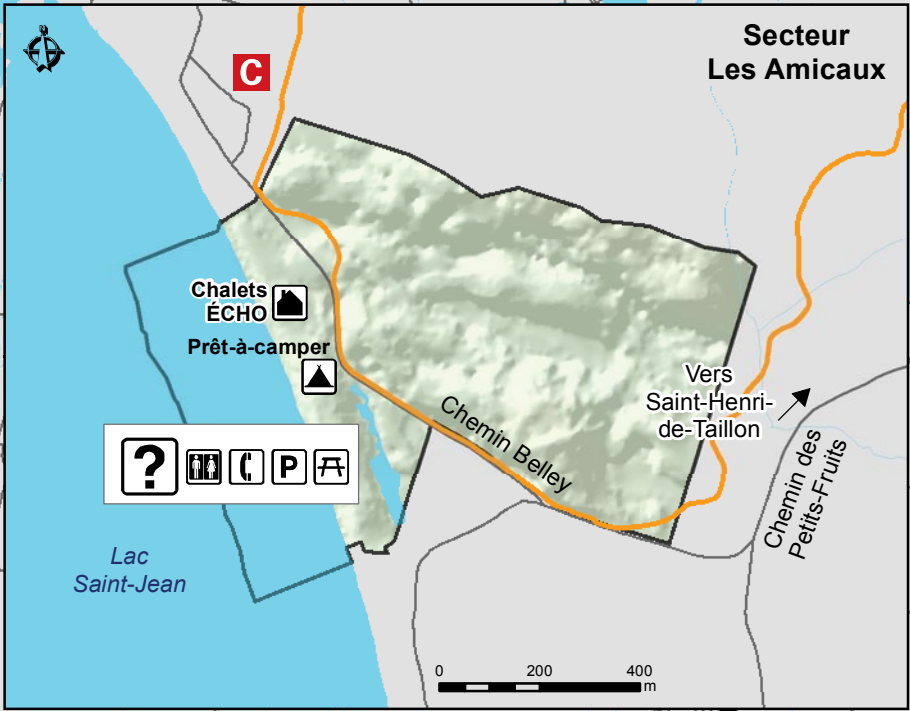 Secteur
Les Amicaux
C
Chalets
ÉCHO
Prêt-à-camper
Chemin Belley
Vers
Saint-Henri-
de-Taillon
Chemin des
Petits-Fruits
?
P
Lac
Saint-Jean
0 200 400
m